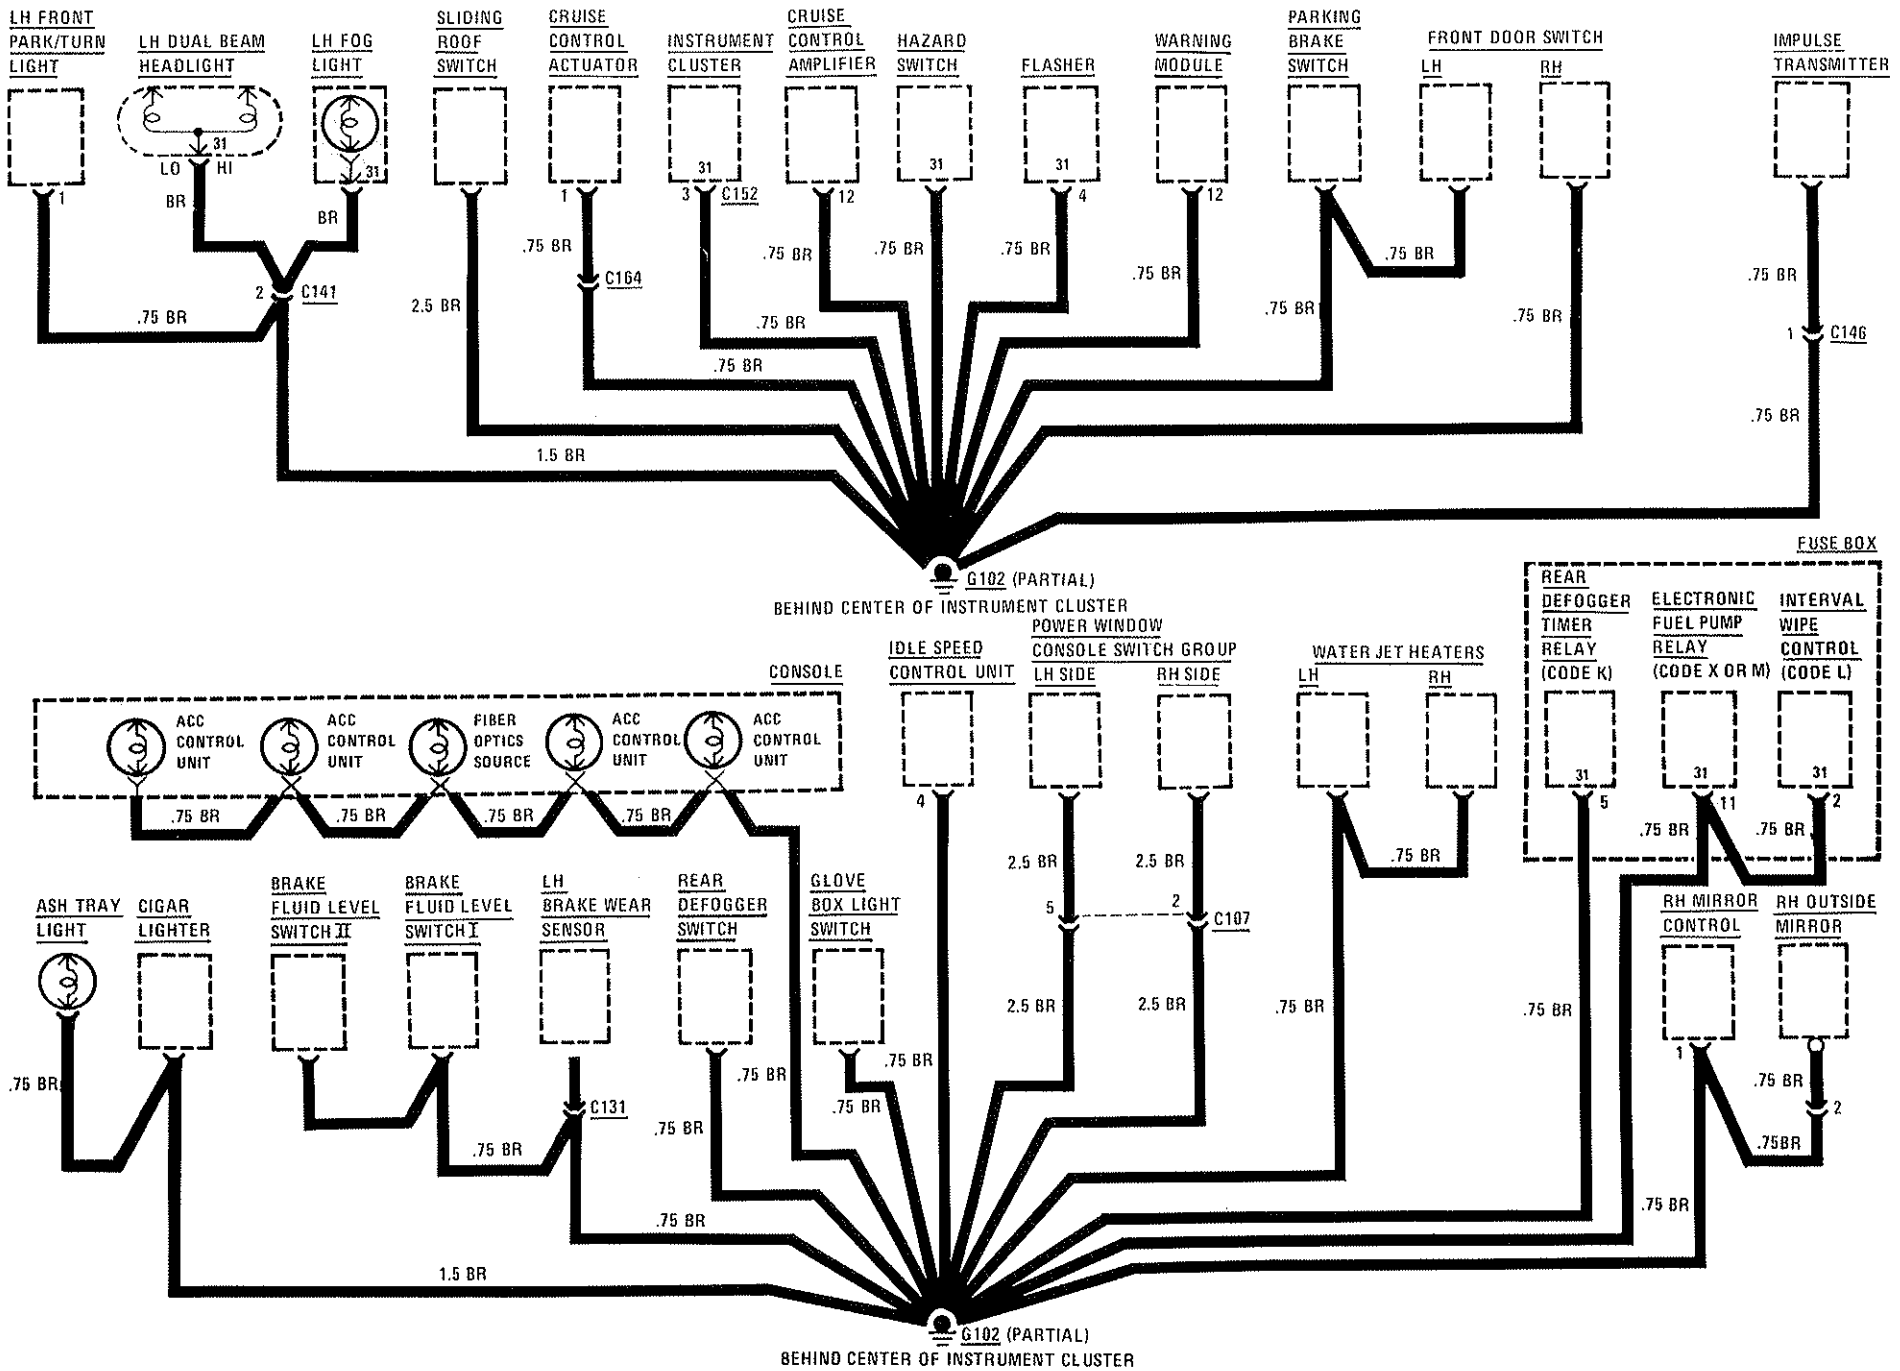 LH FRONT
PARK/TURN
LIGHT
LH DUAL BEAM
HEADLIGHT
LH FOG
LIGHT
SLIDING
ROOF
SWITCH
CRUISE
CONTROL
ACTUATOR
INSTRUMENT
CLUSTER
CRUISE
CONTROL
AMPLIFIER
HAZARD
SWITCH
FLASHER
WARNING
MODULE
PARKING
BRAKE
SWITCH
FRONT DOOR SWITCH
LH
RH
IMPULSE
TRANSMITTER
31
LO
HI
31
31
31
31
1
BR
BR
1
3
C152
12
4
12
.75 BR
.75 BR
.75 BR
.75 BR
.75 BR
.75 BR
.75 BR
2
C141
C164
2.5 BR
.75 BR
.75 BR
.75 BR
.75 BR
1
C146
.75 BR
.75 BR
1.5 BR
G102 (PARTIAL)
BEHIND CENTER OF INSTRUMENT CLUSTER
FUSE BOX
REAR
DEFOGGER
TIMER
RELAY
(CODE K)
ELECTRONIC
FUEL PUMP
RELAY
(CODE X OR M)
INTERVAL
WIPE
CONTROL
(CODE L)
CONSOLE
IDLE SPEED
CONTROL UNIT
POWER WINDOW
CONSOLE SWITCH GROUP
LH SIDE
RH SIDE
WATER JET HEATERS
LH
RH
ACC
CONTROL
UNIT
ACC
CONTROL
UNIT
FIBER
OPTICS
SOURCE
ACC
CONTROL
UNIT
ACC
CONTROL
UNIT
31
31
31
4
5
11
2
.75 BR
.75 BR
.75 BR
.75 BR
.75 BR
.75 BR
2.5 BR
2.5 BR
.75 BR
5
2
C107
ASH TRAY
LIGHT
CIGAR
LIGHTER
BRAKE
FLUID LEVEL
SWITCH II
BRAKE
FLUID LEVEL
SWITCH I
LH
BRAKE WEAR
SENSOR
REAR
DEFOGGER
SWITCH
GLOVE
BOX LIGHT
SWITCH
RH MIRROR
CONTROL
RH OUTSIDE
MIRROR
2.5 BR
2.5 BR
.75 BR
.75 BR
1
.75 BR
.75 BR
.75 BR
.75 BR
.75 BR
C131
2
.75 BR
.75 BR
.75BR
.75 BR
.75 BR
1.5 BR
G102 (PARTIAL)
BEHIND CENTER OF INSTRUMENT CLUSTER